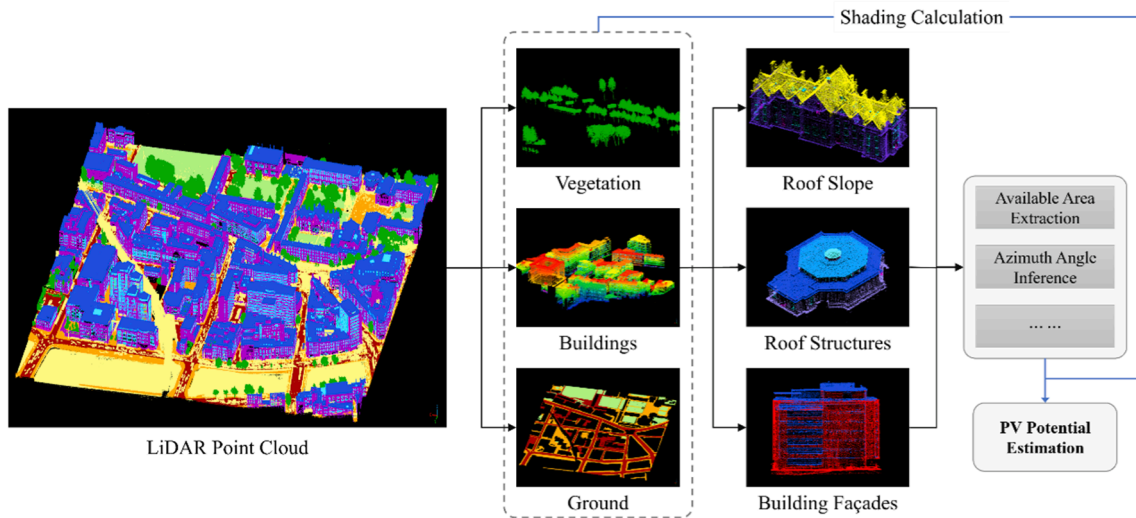 Shading Calculation
LiDAR Point Cloud
Vegetation
Buildings
Ground
Roof Slope
Roof Structures
Building Façades
Available Area
Extraction
Azimuth Angle
Inference
... ...
PV Potential
Estimation